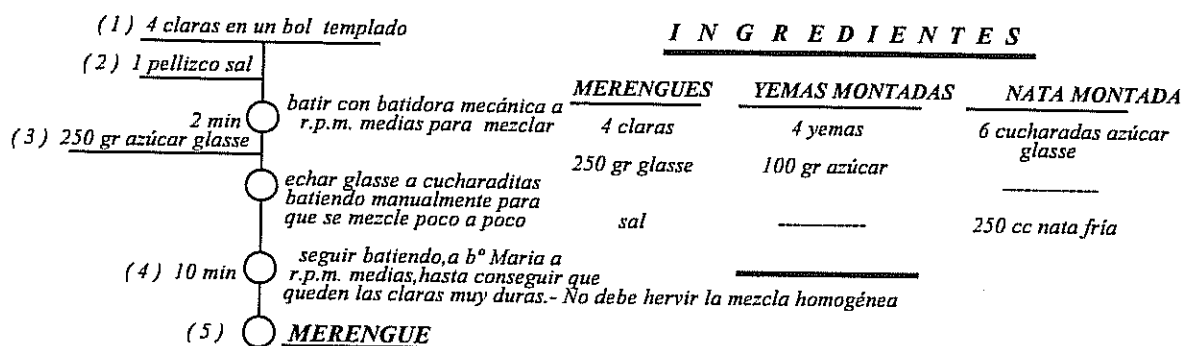 (1) 4 claras en un bol templado
(2) 1 pellizco sal
2 min
batir con batidora mecánica a
r.p.m. medias para mezclar
(3) 250 gr azúcar glasse
echar glasse a cucharaditas
batiendo manualmente para
que se mezcle poco a poco
(4) 10 min
seguir batiendo,a bº Maria a
r.p.m. medias,hasta conseguir que
queden las claras muy duras.- No debe hervir la mezcla homogénea
(5) MERENGUE
INGREDIENTES
MERENGUES YEMAS MONTADAS NATA MONTADA
4 claras 4 yemas 6 cucharadas azúcar
glasse
250 gr glasse 100 gr azúcar ----------
sal ---------- 250 cc nata fría